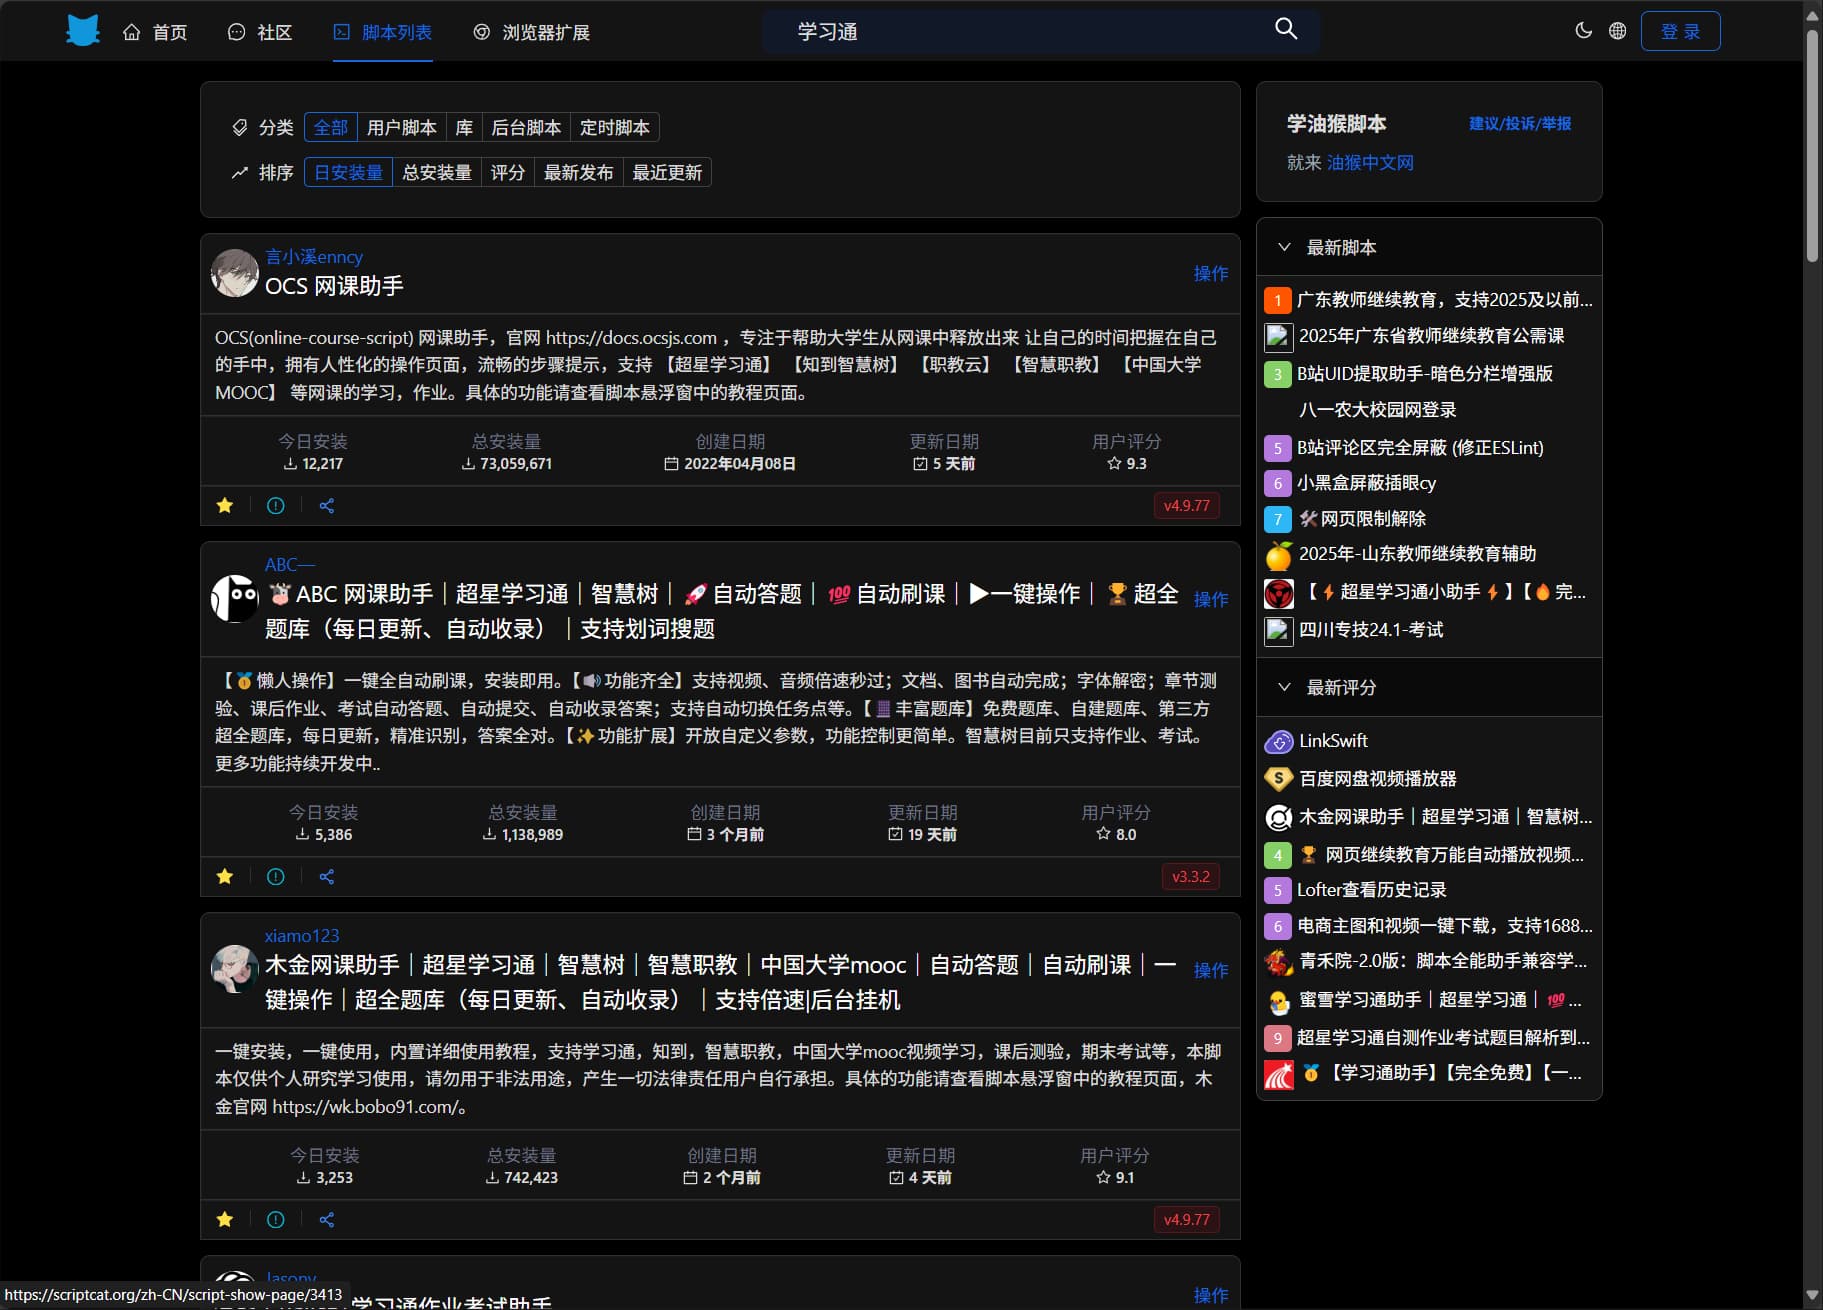 首页
社区
脚本列表
浏览器扩展
学习通
登 录
分类 全部 用户脚本 库 后台脚本 定时脚本
排序 日安装量 总安装量 评分 最新发布 最近更新
言小溪enncy
OCS 网课助手
操作
OCS(online-course-script) 网课助手，官网 https://docs.ocsjs.com ，专注于帮助大学生从网课中释放出来 让自己的时间把握在自己
的手中，拥有人性化的操作页面，流畅的步骤提示，支持 【超星学习通】 【知到智慧树】 【职教云】 【智慧职教】 【中国大学
MOOC】 等网课的学习，作业。具体的功能请查看脚本悬浮窗中的教程页面。
今日安装 总安装量 创建日期 更新日期 用户评分
12,217 73,059,671 2022年04月08日 5 天前 9.3
v4.9.77
ABC—
🐮ABC 网课助手｜超星学习通｜智慧树｜🚀自动答题｜💯自动刷课｜▶一键操作｜🏆超全
题库（每日更新、自动收录）｜支持划词搜题
操作
【🥇懒人操作】一键全自动刷课，安装即用。【🔊功能齐全】支持视频、音频倍速秒过；文档、图书自动完成；字体解密；章节测
验、课后作业、考试自动答题、自动提交、自动收录答案；支持自动切换任务点等。【丰富题库】免费题库、自建题库、第三方
超全题库，每日更新，精准识别，答案全对。【✨功能扩展】开放自定义参数，功能控制更简单。智慧树目前只支持作业、考试。
更多功能持续开发中..
今日安装 总安装量 创建日期 更新日期 用户评分
5,386 1,138,989 3 个月前 19 天前 8.0
v3.3.2
xiamo123
木金网课助手｜超星学习通｜智慧树｜智慧职教｜中国大学mooc｜自动答题｜自动刷课｜一
键操作｜超全题库（每日更新、自动收录）｜支持倍速|后台挂机
操作
一键安装，一键使用，内置详细使用教程，支持学习通，知到，智慧职教，中国大学mooc视频学习，课后测验，期末考试等，本脚
本仅供个人研究学习使用，请勿用于非法用途，产生一切法律责任用户自行承担。具体的功能请查看脚本悬浮窗中的教程页面，木
金官网 https://wk.bobo91.com/。
今日安装 总安装量 创建日期 更新日期 用户评分
3,253 742,423 2 个月前 4 天前 9.1
v4.9.77
学习通作业考试助手
操作
https://scriptcat.org/zh-CN/script-show-page/3413
学油猴脚本
建议/投诉/举报
就来 油猴中文网
最新脚本
1 广东教师继续教育，支持2025及以前...
2025年广东省教师继续教育公需课
3 B站UID提取助手-暗色分栏增强版
八一农大校园网登录
5 B站评论区完全屏蔽 (修正ESLint)
6 小黑盒屏蔽插眼cy
7 🛠网页限制解除
2025年-山东教师继续教育辅助
【⚡超星学习通小助手⚡】【🔥完...
四川专技24.1-考试
最新评分
LinkSwift
百度网盘视频播放器
木金网课助手｜超星学习通｜智慧树...
4 🏆 网页继续教育万能自动播放视频...
5 Lofter查看历史记录
6 电商主图和视频一键下载，支持1688...
青禾院-2.0版：脚本全能助手兼容学...
蜜雪学习通助手｜超星学习通｜💯...
9 超星学习通自测作业考试题目解析到...
🥇【学习通助手】【完全免费】【一...